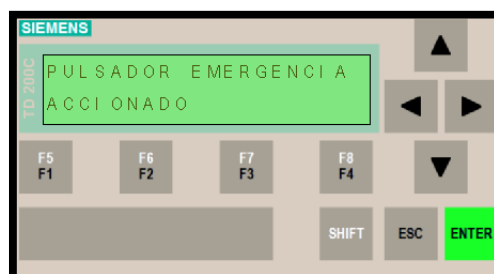 SIEMENS
TD 200C
PULSADOR EMERGENCIA
ACCIONADO
F5 F6 F7 F8
F1 F2 F3 F4
SHIFT ESC ENTER